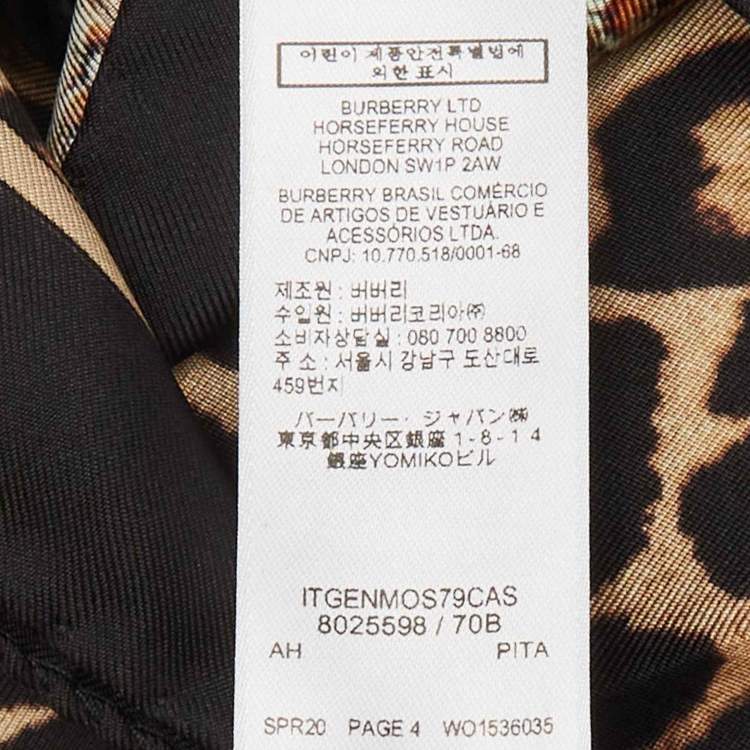 어린이 제품안전특별법에
의한 표시
BURBERRY LTD
HORSEFERRY HOUSE
HORSEFERRY ROAD
LONDON SW1P 2AW
BURBERRY BRASIL COMÉRCIO
DE ARTIGOS DE VESTUÁRIO E
ACESSÓRIOS LTDA.
CNPJ: 10.770.518/0001-68
제조원 : 버버리
수입원 : 버버리코리아㈜
소비자상담실 : 080 700 8800
주 소 : 서울시 강남구 도산대로
459번지
バーバリー・ジャパン㈱
東京都中央区銀座 1-8-14
銀座YOMIKOビル
ITGENMOS79CAS
8025598 / 70B
AH PITA
SPR20 PAGE 4 WO1536035